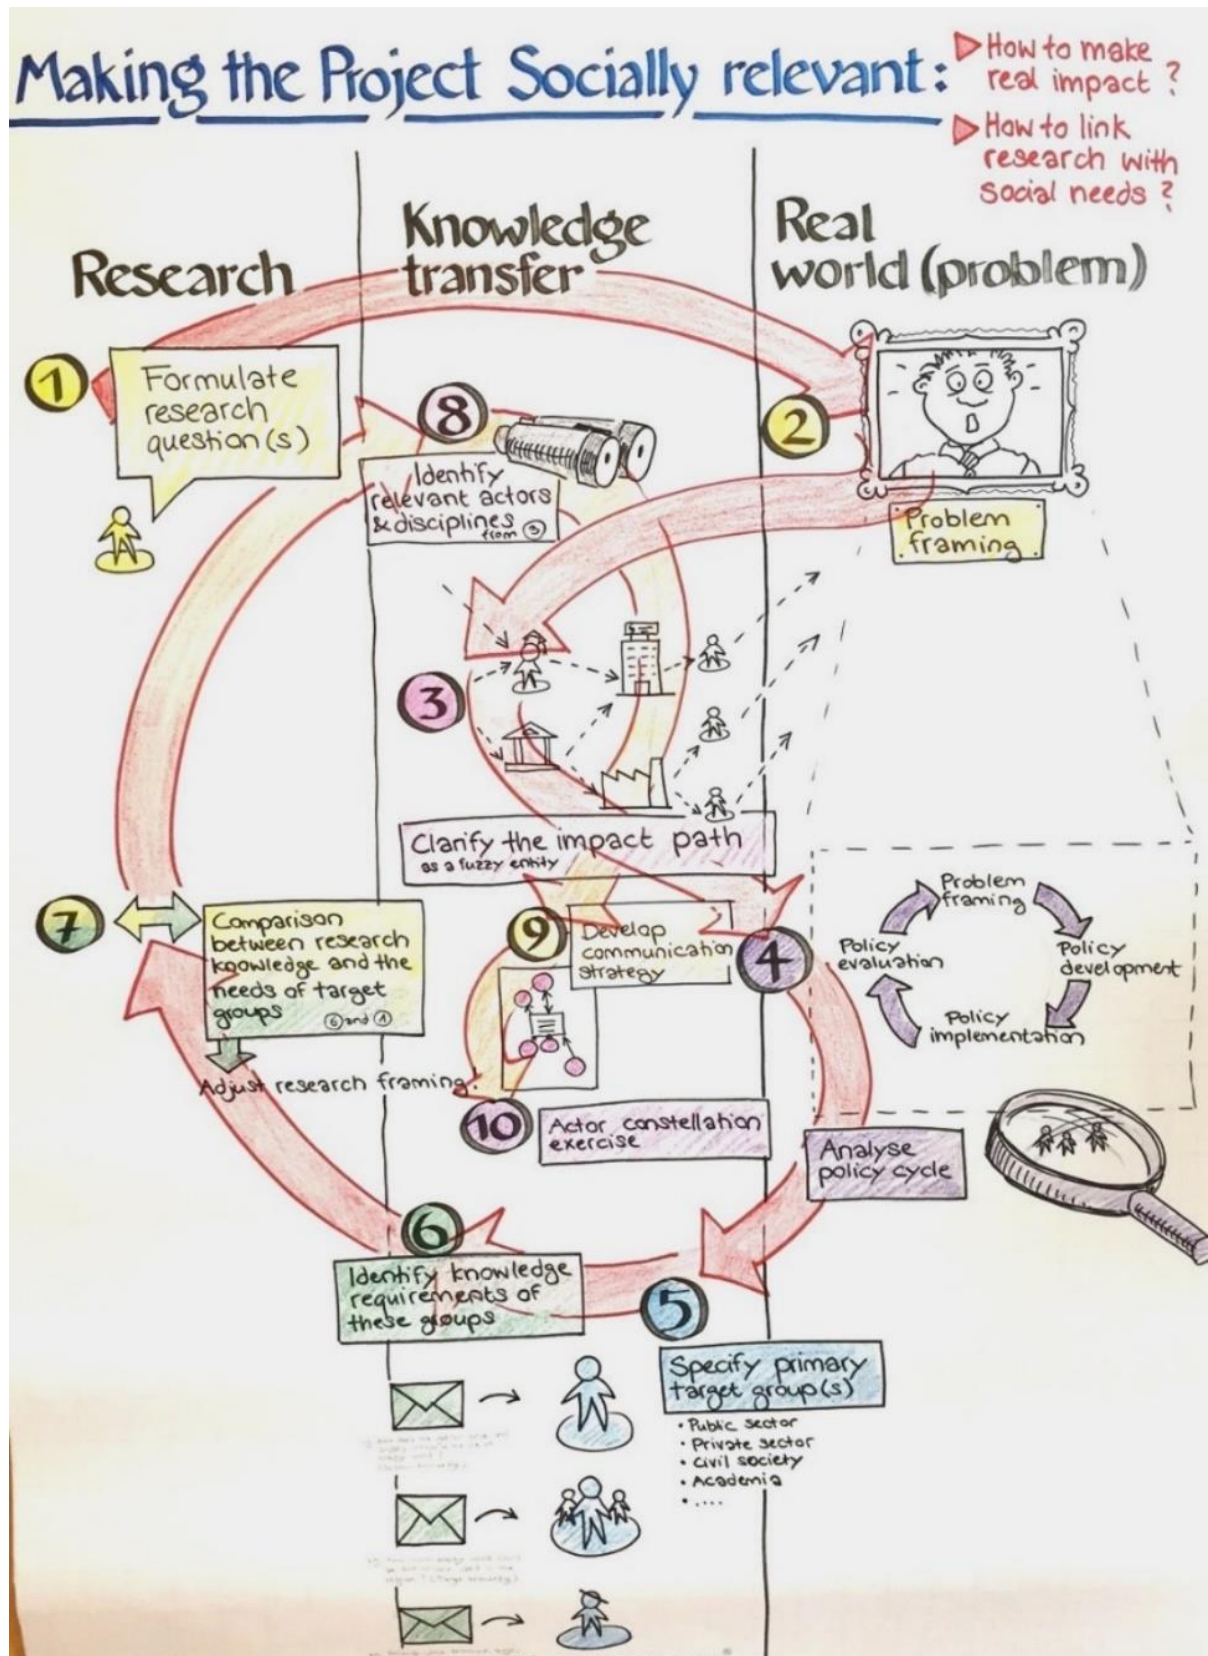 Making the Project Socially relevant:
▷ How to make
real impact ?
▷ How to link
research with
social needs ?
Research
Knowledge
transfer
Real
world (problem)
1
Formulate
research
question(s)
2
Problem
framing
8
Identify
relevant actors
& disciplines
from 3
3
Clarify the impact path
as a fuzzy entity
4
Problem
framing
Policy
development
Policy
implementation
Policy
evaluation
Analyse
policy cycle
5
Specify primary
target group(s)
• Public sector
• Private sector
• Civil society
• Academia
• ....
6
Identify knowledge
requirements of
these groups
7
Comparison
between research
knowledge and the
needs of target
groups 6 and 1
Adjust research framing!
9
Develop
communication
strategy
10
Actor constellation
exercise